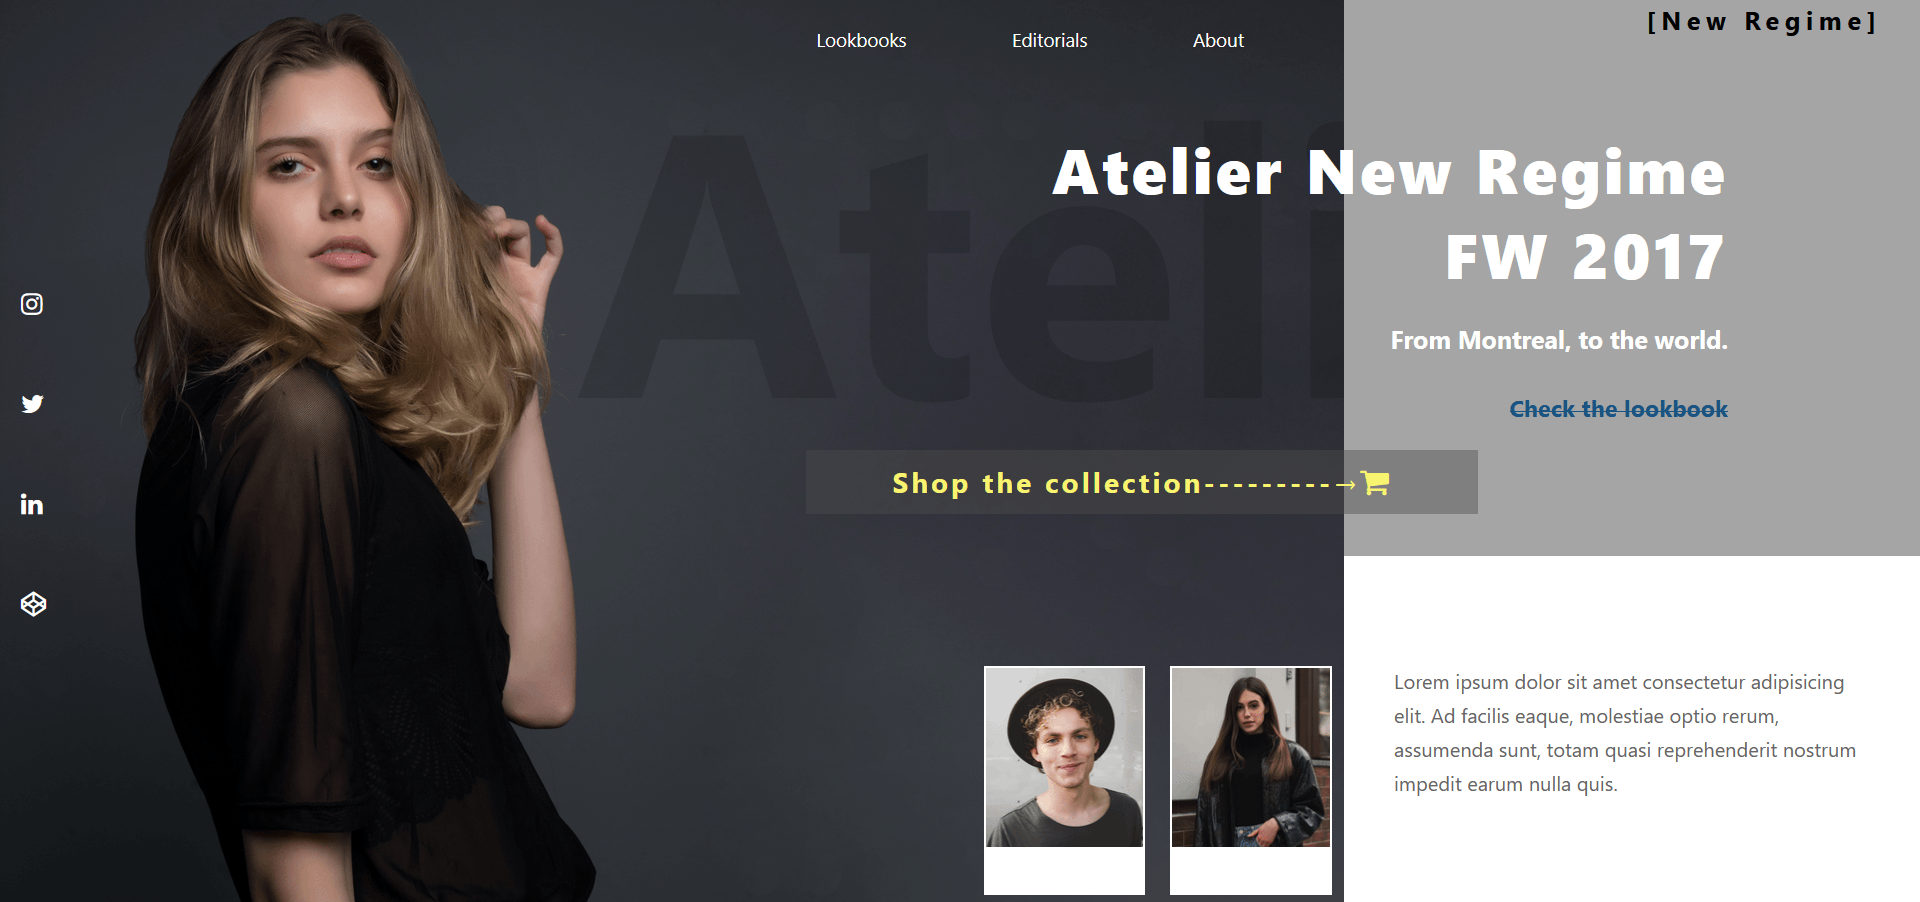 Lookbooks Editorials About
[New Regime]
Ateli
Atelier New Regime
FW 2017
From Montreal, to the world.
Check the lookbook
Shop the collection---------→
Lorem ipsum dolor sit amet consectetur adipisicing
elit. Ad facilis eaque, molestiae optio rerum,
assumenda sunt, totam quasi reprehenderit nostrum
impedit earum nulla quis.